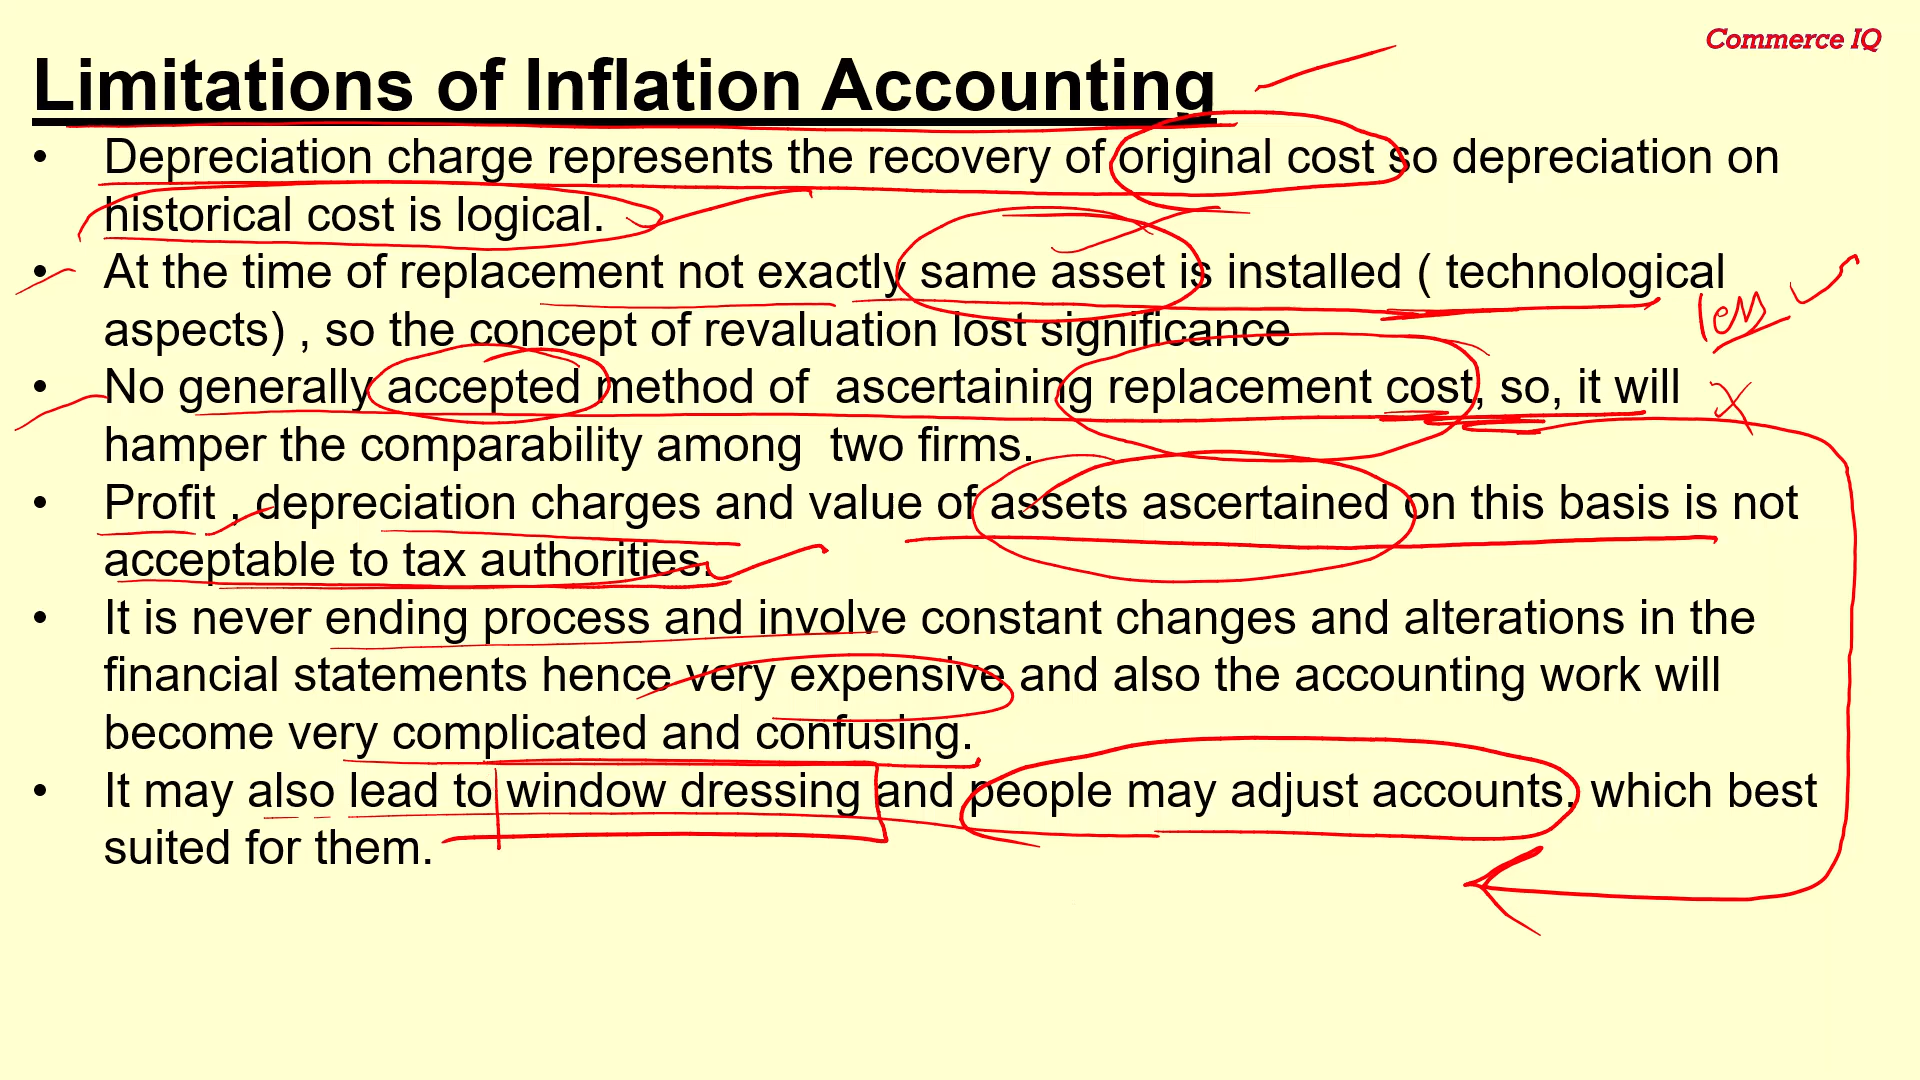 Commerce IQ
Limitations of Inflation Accounting
• Depreciation charge represents the recovery of original cost so depreciation on
historical cost is logical.
• At the time of replacement not exactly same asset is installed ( technological
aspects) , so the concept of revaluation lost significance
less
• No generally accepted method of ascertaining replacement cost, so, it will
hamper the comparability among two firms.
• Profit , depreciation charges and value of assets ascertained on this basis is not
acceptable to tax authorities.
• It is never ending process and involve constant changes and alterations in the
financial statements hence very expensive and also the accounting work will
become very complicated and confusing.
• It may also lead to window dressing and people may adjust accounts, which best
suited for them.